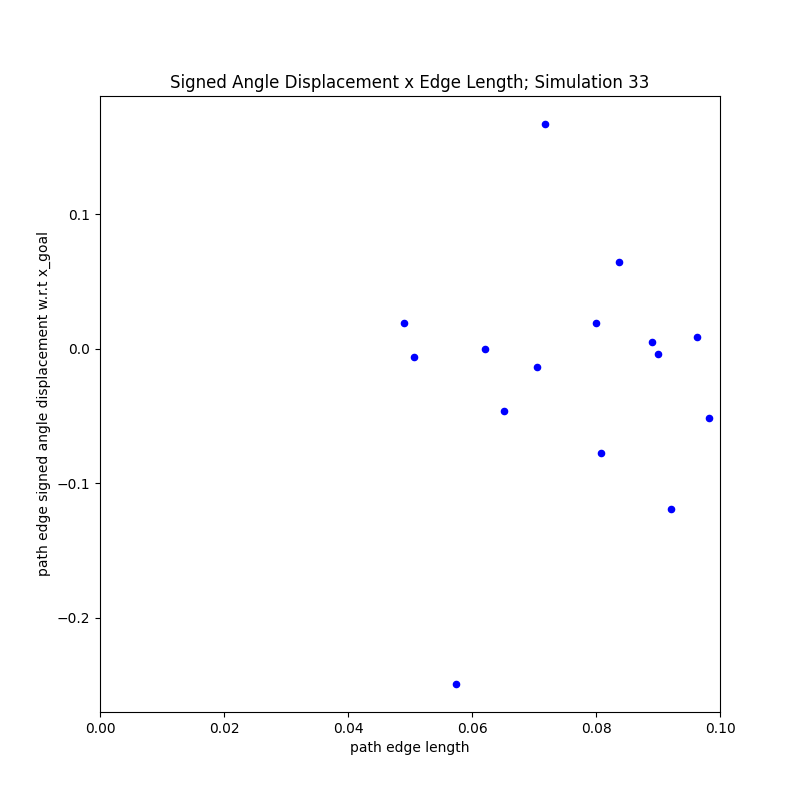 Signed Angle Displacement x Edge Length; Simulation 33
path edge signed angle displacement w.r.t x_goal
0.1
0.0
−0.1
−0.2
0.00 0.02 0.04 0.06 0.08 0.10
path edge length